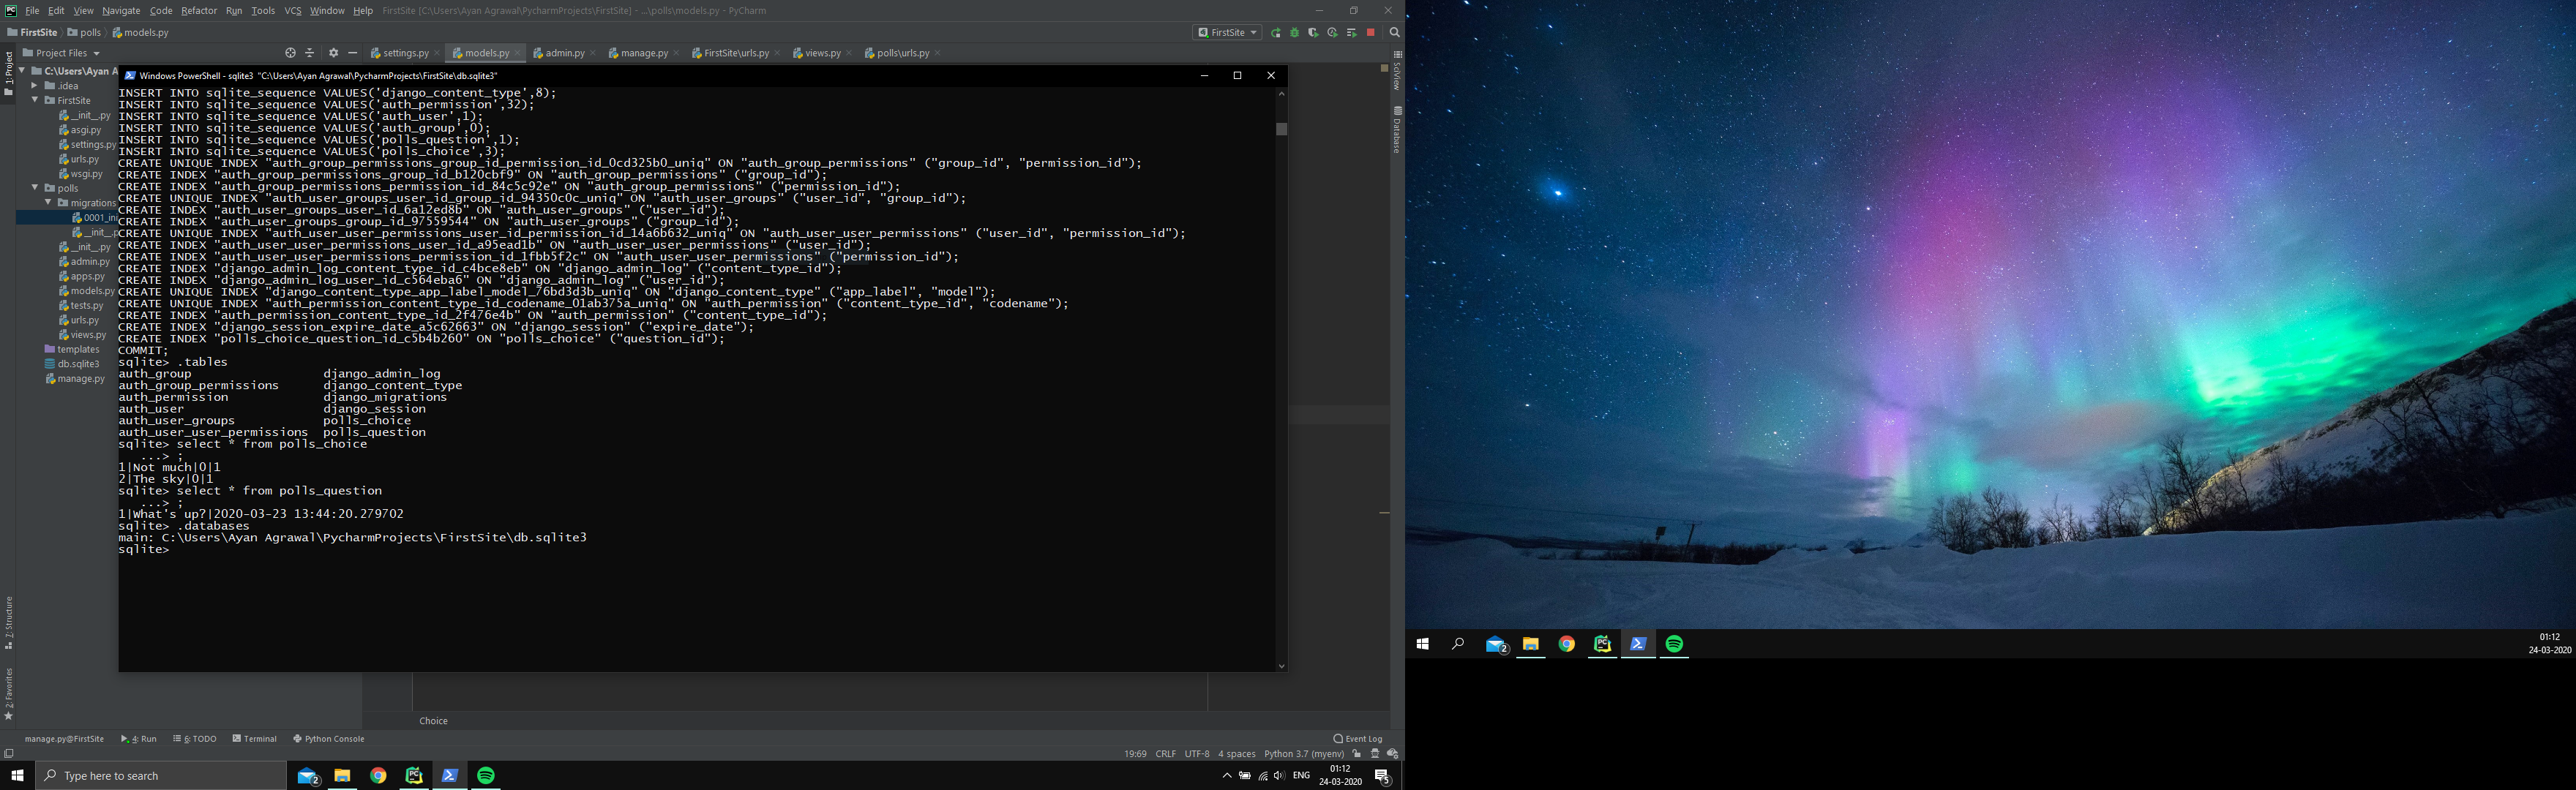 File Edit View Navigate Code Refactor Run Tools VCS Window Help FirstSite [C:\Users\Ayan Agrawal\PycharmProjects\FirstSite] - ...\polls\models.py - PyCharm
FirstSite polls models.py FirstSite
Project Files settings.py models.py admin.py manage.py FirstSite\urls.py views.py polls\urls.py
1: Project
SciView
Database
C:\Users\Ayan A
.idea
FirstSite
__init__.py
asgi.py
settings.py
urls.py
wsgi.py
polls
migrations
0001_ini
__init__.p
__init__.py
admin.py
apps.py
models.py
tests.py
urls.py
views.py
templates
db.sqlite3
manage.py
Windows PowerShell - sqlite3 "C:\Users\Ayan Agrawal\PycharmProjects\FirstSite\db.sqlite3"
INSERT INTO sqlite_sequence VALUES('django_content_type',8);
INSERT INTO sqlite_sequence VALUES('auth_permission',32);
INSERT INTO sqlite_sequence VALUES('auth_user',1);
INSERT INTO sqlite_sequence VALUES('auth_group',0);
INSERT INTO sqlite_sequence VALUES('polls_question',1);
INSERT INTO sqlite_sequence VALUES('polls_choice',3);
CREATE UNIQUE INDEX "auth_group_permissions_group_id_permission_id_0cd325b0_uniq" ON "auth_group_permissions" ("group_id", "permission_id");
CREATE INDEX "auth_group_permissions_group_id_b120cbf9" ON "auth_group_permissions" ("group_id");
CREATE INDEX "auth_group_permissions_permission_id_84c5c92e" ON "auth_group_permissions" ("permission_id");
CREATE UNIQUE INDEX "auth_user_groups_user_id_group_id_94350c0c_uniq" ON "auth_user_groups" ("user_id", "group_id");
CREATE INDEX "auth_user_groups_user_id_6a12ed8b" ON "auth_user_groups" ("user_id");
CREATE INDEX "auth_user_groups_group_id_97559544" ON "auth_user_groups" ("group_id");
CREATE UNIQUE INDEX "auth_user_user_permissions_user_id_permission_id_14a6b632_uniq" ON "auth_user_user_permissions" ("user_id", "permission_id");
CREATE INDEX "auth_user_user_permissions_user_id_a95ead1b" ON "auth_user_user_permissions" ("user_id");
CREATE INDEX "auth_user_user_permissions_permission_id_1fbb5f2c" ON "auth_user_user_permissions" ("permission_id");
CREATE INDEX "django_admin_log_content_type_id_c4bce8eb" ON "django_admin_log" ("content_type_id");
CREATE INDEX "django_admin_log_user_id_c564eba6" ON "django_admin_log" ("user_id");
CREATE UNIQUE INDEX "django_content_type_app_label_model_76bd3d3b_uniq" ON "django_content_type" ("app_label", "model");
CREATE UNIQUE INDEX "auth_permission_content_type_id_codename_01ab375a_uniq" ON "auth_permission" ("content_type_id", "codename");
CREATE INDEX "auth_permission_content_type_id_2f476e4b" ON "auth_permission" ("content_type_id");
CREATE INDEX "django_session_expire_date_a5c62663" ON "django_session" ("expire_date");
CREATE INDEX "polls_choice_question_id_c5b4b260" ON "polls_choice" ("question_id");
COMMIT;
sqlite> .tables
auth_group django_admin_log
auth_group_permissions django_content_type
auth_permission django_migrations
auth_user django_session
auth_user_groups polls_choice
auth_user_user_permissions polls_question
sqlite> select * from polls_choice
...> ;
1|Not much|0|1
2|The sky|0|1
sqlite> select * from polls_question
...> ;
1|What's up?|2020-03-23 13:44:20.279702
sqlite> .databases
main: C:\Users\Ayan Agrawal\PycharmProjects\FirstSite\db.sqlite3
sqlite>
7: Structure
2: Favorites
Choice
manage.py@FirstSite 4: Run 6: TODO Terminal Python Console Event Log
19:69 CRLF UTF-8 4 spaces Python 3.7 (myenv)
Type here to search 2 ENG 01:12
24-03-2020 5
2 01:12
24-03-2020